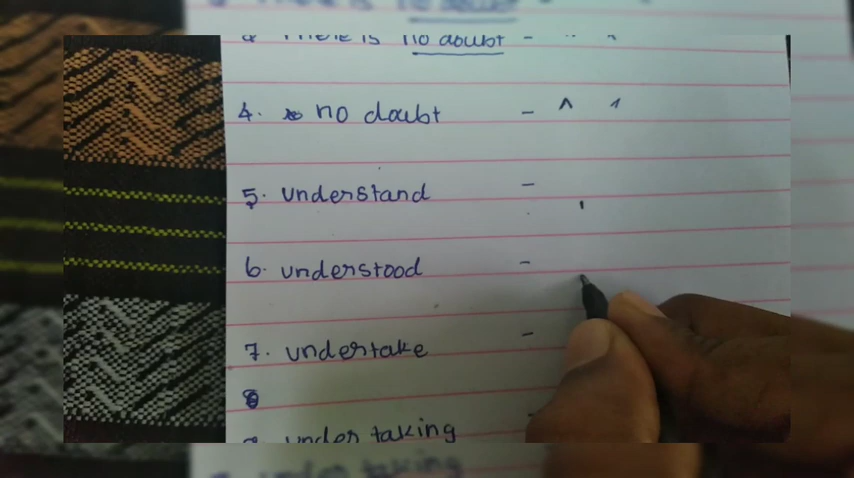 There is no doubt -
4. no doubt -
5. understand -
6. understood -
7. undertake -
8
under taking